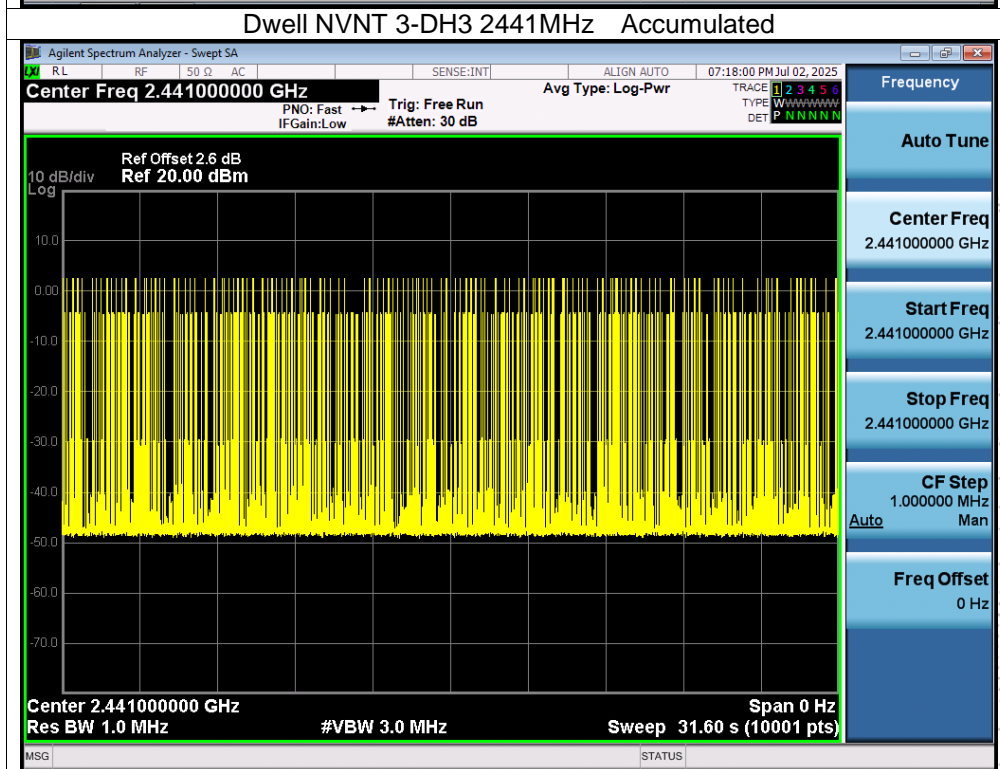 Dwell NVNT 3-DH3 2441MHz Accumulated
Agilent Spectrum Analyzer - Swept SA
LXI RL RF 50 Ω AC SENSE:INT ALIGN AUTO 07:18:00 PM Jul 02, 2025
Center Freq 2.441000000 GHz
PNO: Fast
IFGain:Low
Trig: Free Run
#Atten: 30 dB
Avg Type: Log-Pwr
TRACE 1 2 3 4 5 6
TYPE WWWWWW
DET P N N N N N
Ref Offset 2.6 dB
10 dB/div Ref 20.00 dBm
Log
10.0
0.00
-10.0
-20.0
-30.0
-40.0
-50.0
-60.0
-70.0
Center 2.441000000 GHz Span 0 Hz
Res BW 1.0 MHz #VBW 3.0 MHz Sweep 31.60 s (10001 pts)
MSG STATUS
Frequency
Auto Tune
Center Freq
2.441000000 GHz
Start Freq
2.441000000 GHz
Stop Freq
2.441000000 GHz
CF Step
1.000000 MHz
Auto Man
Freq Offset
0 Hz